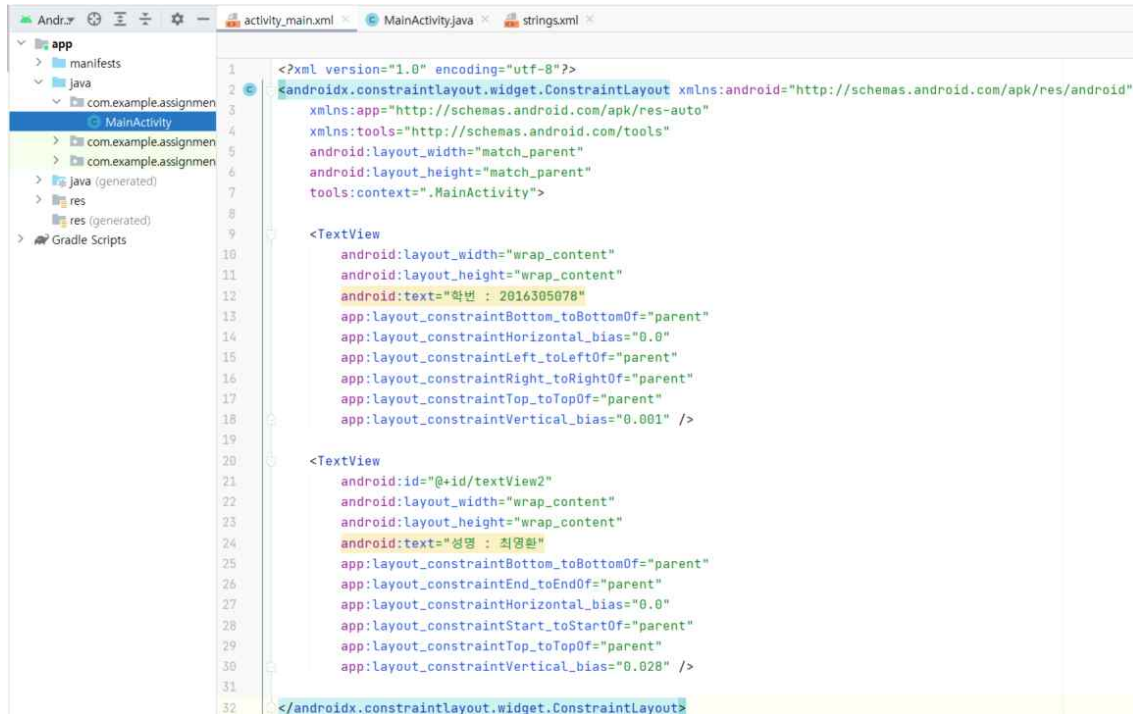 Andr..
activity_main.xml
MainActivity.java
strings.xml
app
manifests
java
com.example.assignmen
MainActivity
com.example.assignmen
com.example.assignmen
java (generated)
res
res (generated)
Gradle Scripts
1 <?xml version="1.0" encoding="utf-8"?>
2 <androidx.constraintlayout.widget.ConstraintLayout xmlns:android="http://schemas.android.com/apk/res/android"
3 xmlns:app="http://schemas.android.com/apk/res-auto"
4 xmlns:tools="http://schemas.android.com/tools"
5 android:layout_width="match_parent"
6 android:layout_height="match_parent"
7 tools:context=".MainActivity">
8
9 <TextView
10 android:layout_width="wrap_content"
11 android:layout_height="wrap_content"
12 android:text="학번 : 2016305078"
13 app:layout_constraintBottom_toBottomOf="parent"
14 app:layout_constraintHorizontal_bias="0.0"
15 app:layout_constraintLeft_toLeftOf="parent"
16 app:layout_constraintRight_toRightOf="parent"
17 app:layout_constraintTop_toTopOf="parent"
18 app:layout_constraintVertical_bias="0.001" />
19
20 <TextView
21 android:id="@+id/textView2"
22 android:layout_width="wrap_content"
23 android:layout_height="wrap_content"
24 android:text="성명 : 최영환"
25 app:layout_constraintBottom_toBottomOf="parent"
26 app:layout_constraintEnd_toEndOf="parent"
27 app:layout_constraintHorizontal_bias="0.0"
28 app:layout_constraintStart_toStartOf="parent"
29 app:layout_constraintTop_toTopOf="parent"
30 app:layout_constraintVertical_bias="0.028" />
31
32 </androidx.constraintlayout.widget.ConstraintLayout>